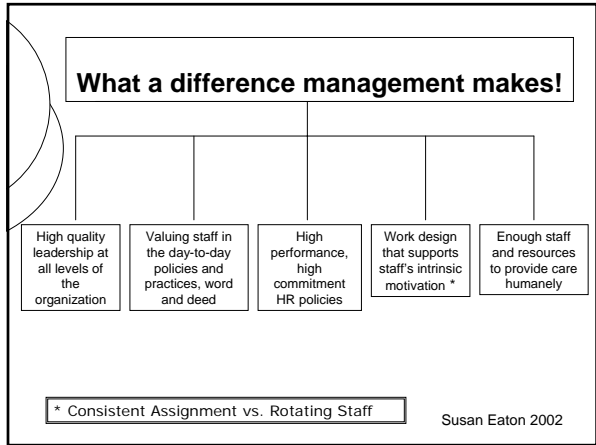 What a difference management makes!
High quality
leadership at
all levels of
the
organization
Valuing staff in
the day-to-day
policies and
practices, word
and deed
High
performance,
high
commitment
HR policies
Work design
that supports
staff's intrinsic
motivation *
Enough staff
and resources
to provide care
humanely
* Consistent Assignment vs. Rotating Staff
Susan Eaton 2002